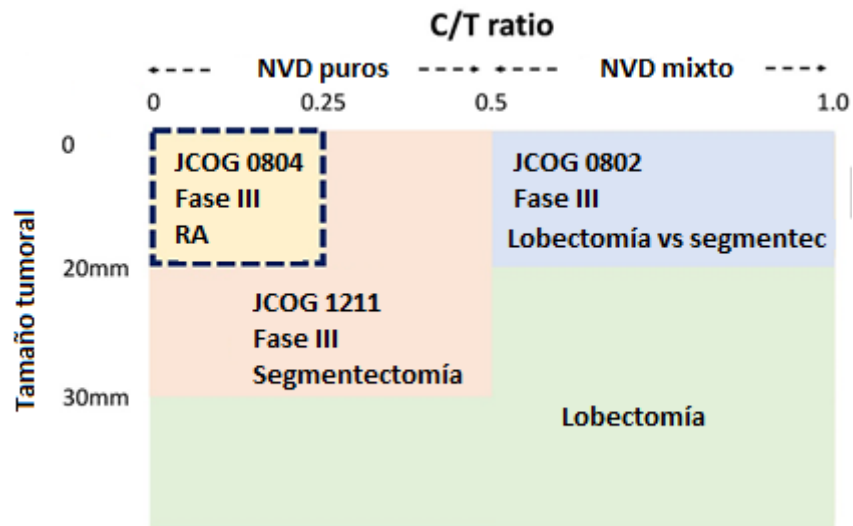 C/T ratio
NVD puros
NVD mixto
0
0.25
0.5
1.0
0
20mm
30mm
Tamaño tumoral
JCOG 0804
Fase III
RA
JCOG 0802
Fase III
Lobectomía vs segmentec
JCOG 1211
Fase III
Segmentectomía
Lobectomía